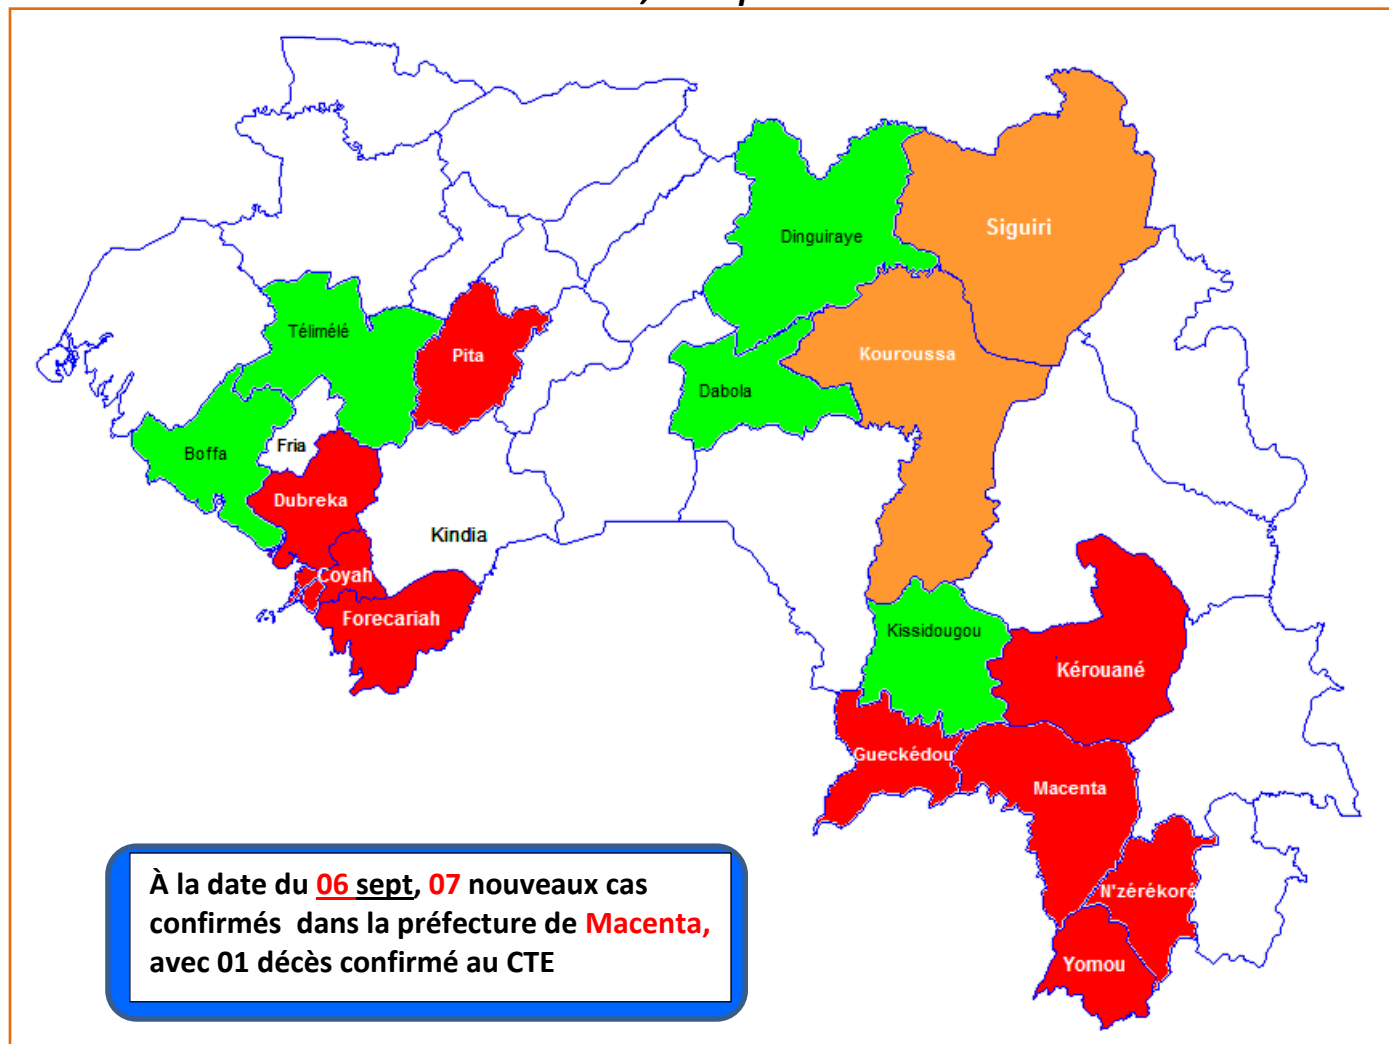 Siguiri
Dinguiraye
Télimélé
Pita
Kouroussa
Dabola
Fria
Boffa
Dubreka
Kindia
Coyah
Forecariah
Kissidougou
Kérouané
Gueckédou
Macenta
N'zérékoré
Yomou
À la date du 06 sept, 07 nouveaux cas
confirmés dans la préfecture de Macenta,
avec 01 décès confirmé au CTE